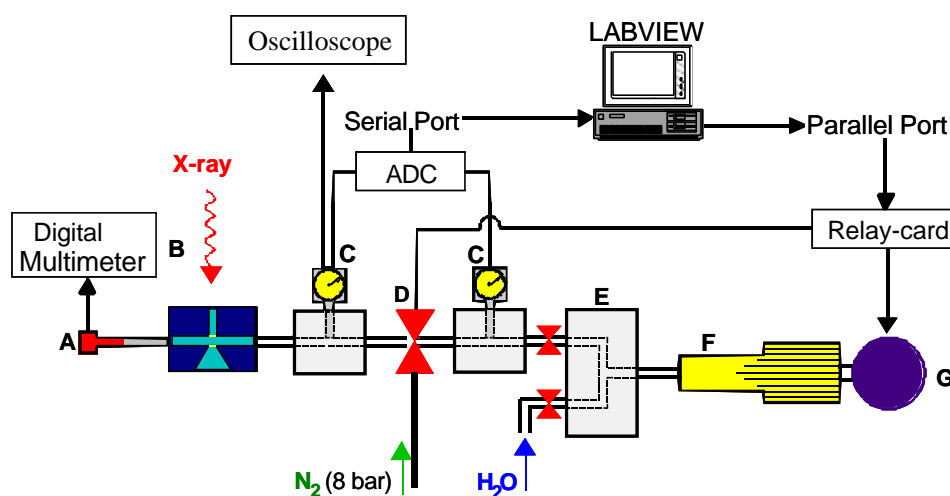 Oscilloscope
LABVIEW
Serial Port
Parallel Port
ADC
X-ray
Digital
Multimeter
B
C
C
D
E
Relay-card
A
F
G
N2 (8 bar)
H2O